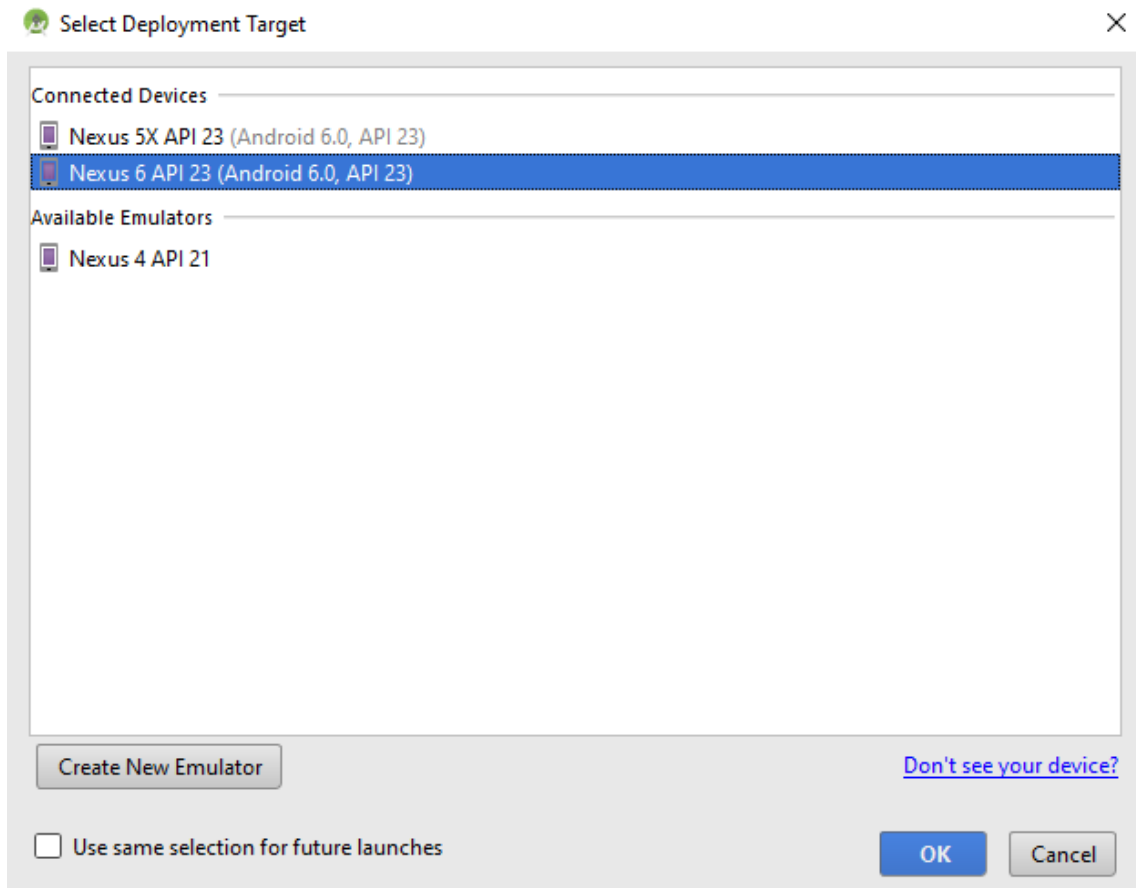 Select Deployment Target
Connected Devices
Nexus 5X API 23 (Android 6.0, API 23)
Nexus 6 API 23 (Android 6.0, API 23)
Available Emulators
Nexus 4 API 21
Create New Emulator
Don't see your device?
Use same selection for future launches
OK
Cancel